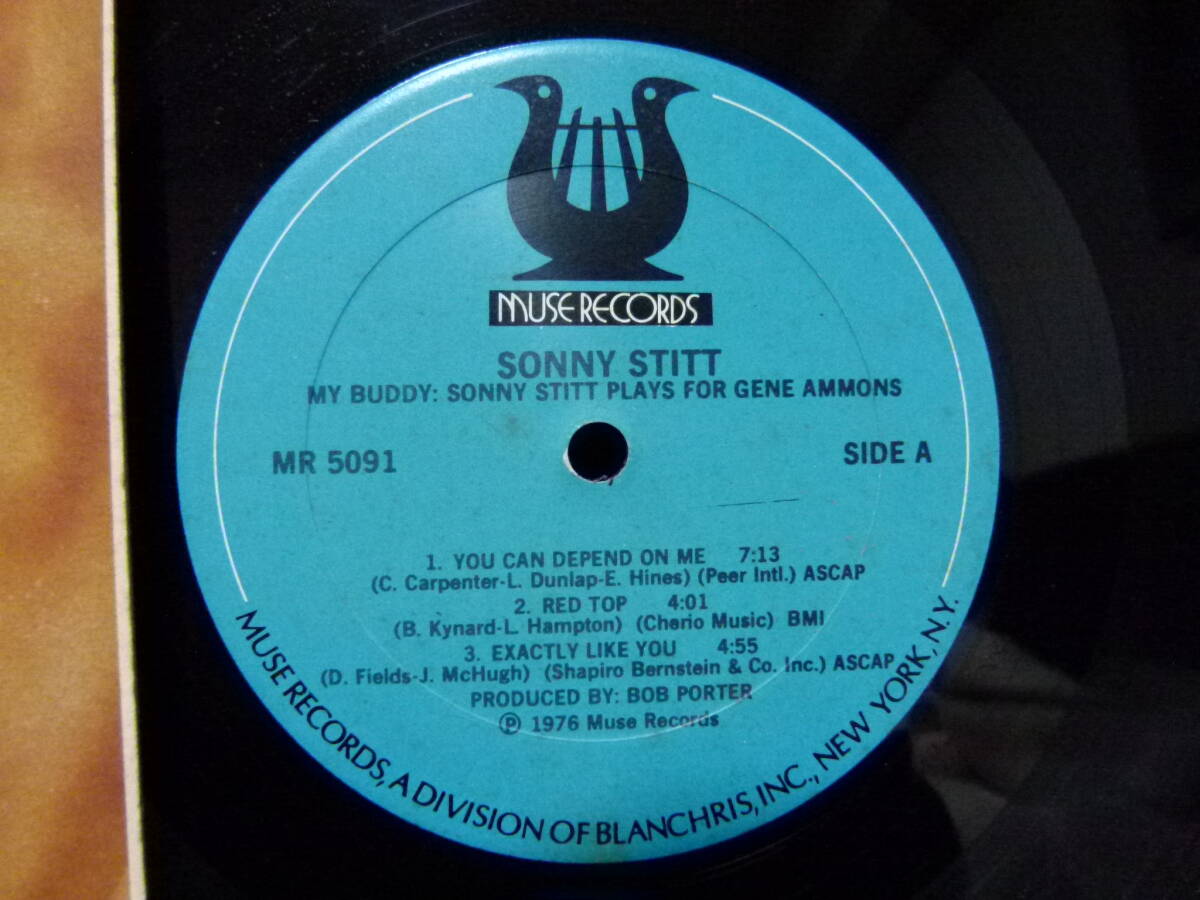 MUSE RECORDS
SONNY STITT
MY BUDDY: SONNY STITT PLAYS FOR GENE AMMONS
MR 5091
SIDE A
1. YOU CAN DEPEND ON ME 7:13
(C. Carpenter-L. Dunlap-E. Hines) (Peer Intl.) ASCAP
2. RED TOP 4:01
(B. Kynard-L. Hampton) (Cherio Music) BMI
3. EXACTLY LIKE YOU 4:55
(D. Fields-J. McHugh) (Shapiro Bernstein & Co. Inc.) ASCAP
PRODUCED BY: BOB PORTER
℗ 1976 Muse Records
MUSE RECORDS, A DIVISION OF BLANCHRIS, INC., NEW YORK, N.Y.